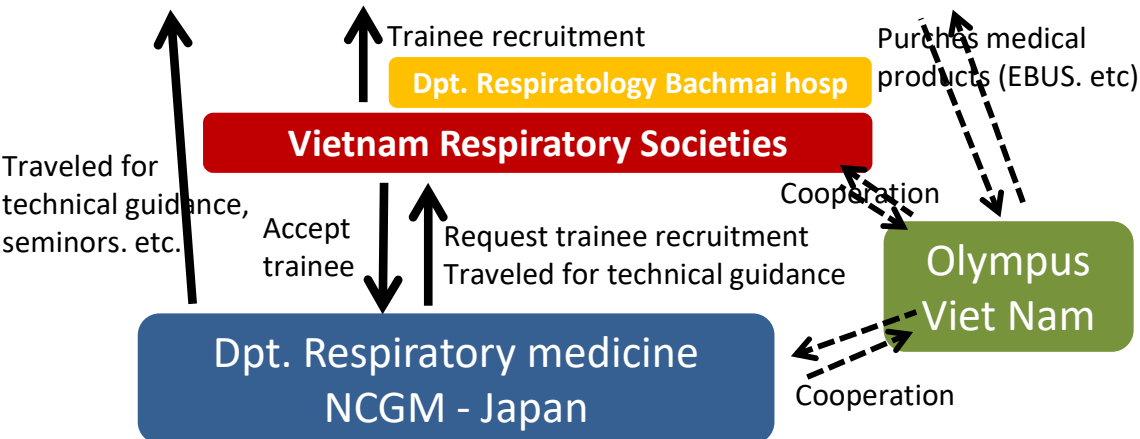 Trainee recruitment
Purches medical
products (EBUS. etc)
Dpt. Respiratology Bachmai hosp
Vietnam Respiratory Societies
Traveled for
technical guidance,
seminors. etc.
Cooperation
Accept
trainee
Request trainee recruitment
Traveled for technical guidance
Olympus
Viet Nam
Dpt. Respiratory medicine
NCGM - Japan
Cooperation